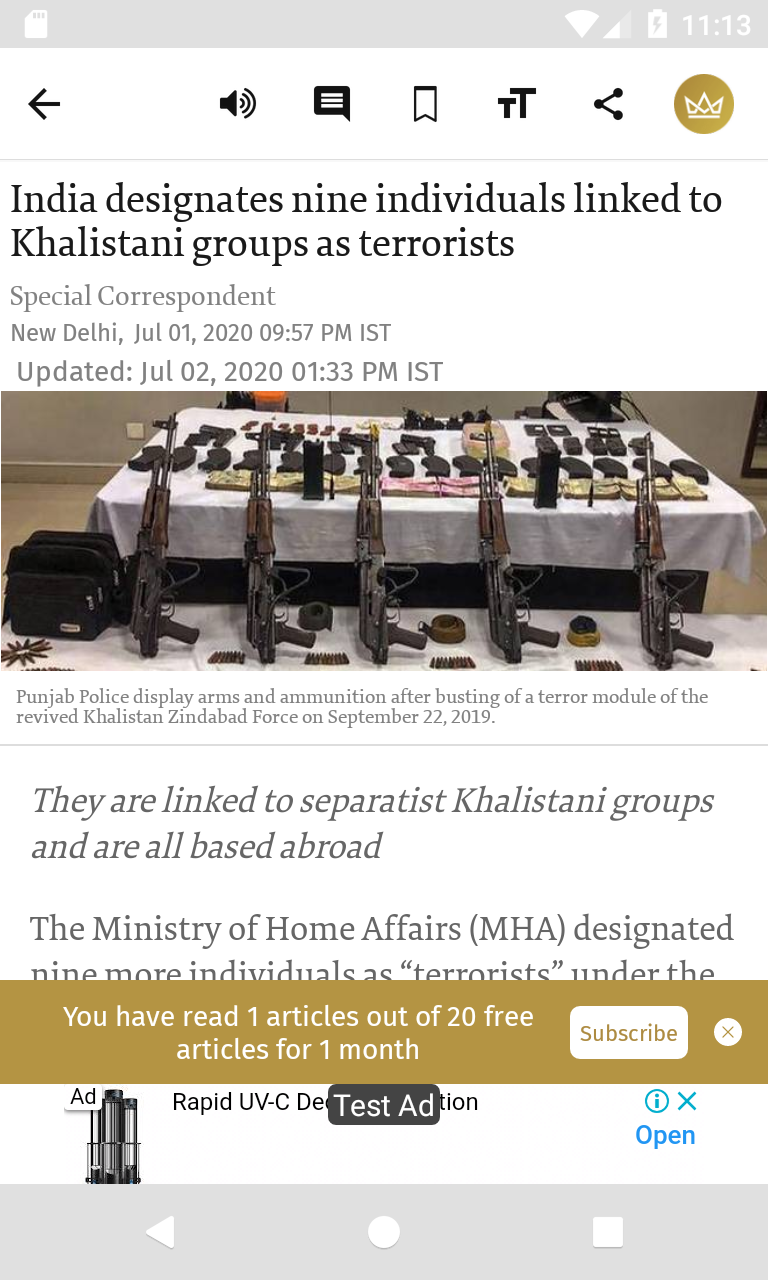 11:13
India designates nine individuals linked to
Khalistani groups as terrorists
Special Correspondent
New Delhi, Jul 01, 2020 09:57 PM IST
Updated: Jul 02, 2020 01:33 PM IST
Punjab Police display arms and ammunition after busting of a terror module of the
revived Khalistan Zindabad Force on September 22, 2019.
They are linked to separatist Khalistani groups
and are all based abroad
The Ministry of Home Affairs (MHA) designated
nine more individuals as “terrorists” under the
You have read 1 articles out of 20 free
articles for 1 month
Subscribe
Ad
Rapid UV-C
Test Ad
Open